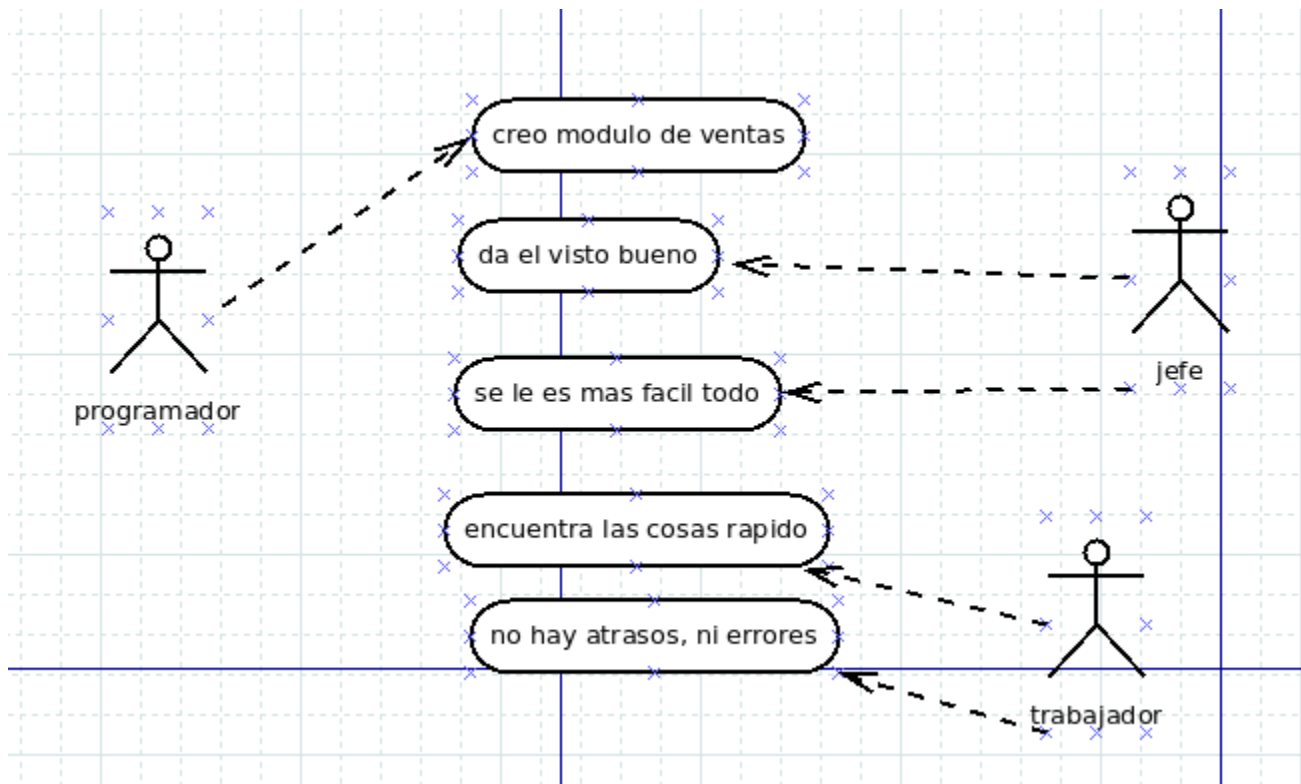 creo modulo de ventas
da el visto bueno
se le es mas facil todo
jefe
programador
encuentra las cosas rapido
no hay atrasos, ni errores
trabajador